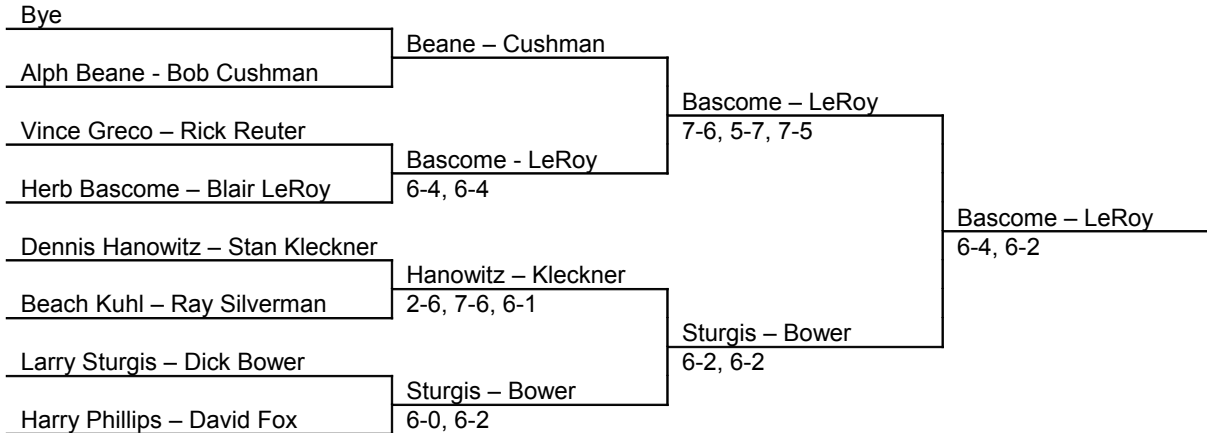 Bye
Beane – Cushman
Alph Beane - Bob Cushman
Bascome – LeRoy
Vince Greco – Rick Reuter
7-6, 5-7, 7-5
Bascome - LeRoy
Herb Bascome – Blair LeRoy
6-4, 6-4
Bascome – LeRoy
Dennis Hanowitz – Stan Kleckner
6-4, 6-2
Hanowitz – Kleckner
Beach Kuhl – Ray Silverman
2-6, 7-6, 6-1
Sturgis – Bower
Larry Sturgis – Dick Bower
6-2, 6-2
Sturgis – Bower
Harry Phillips – David Fox
6-0, 6-2